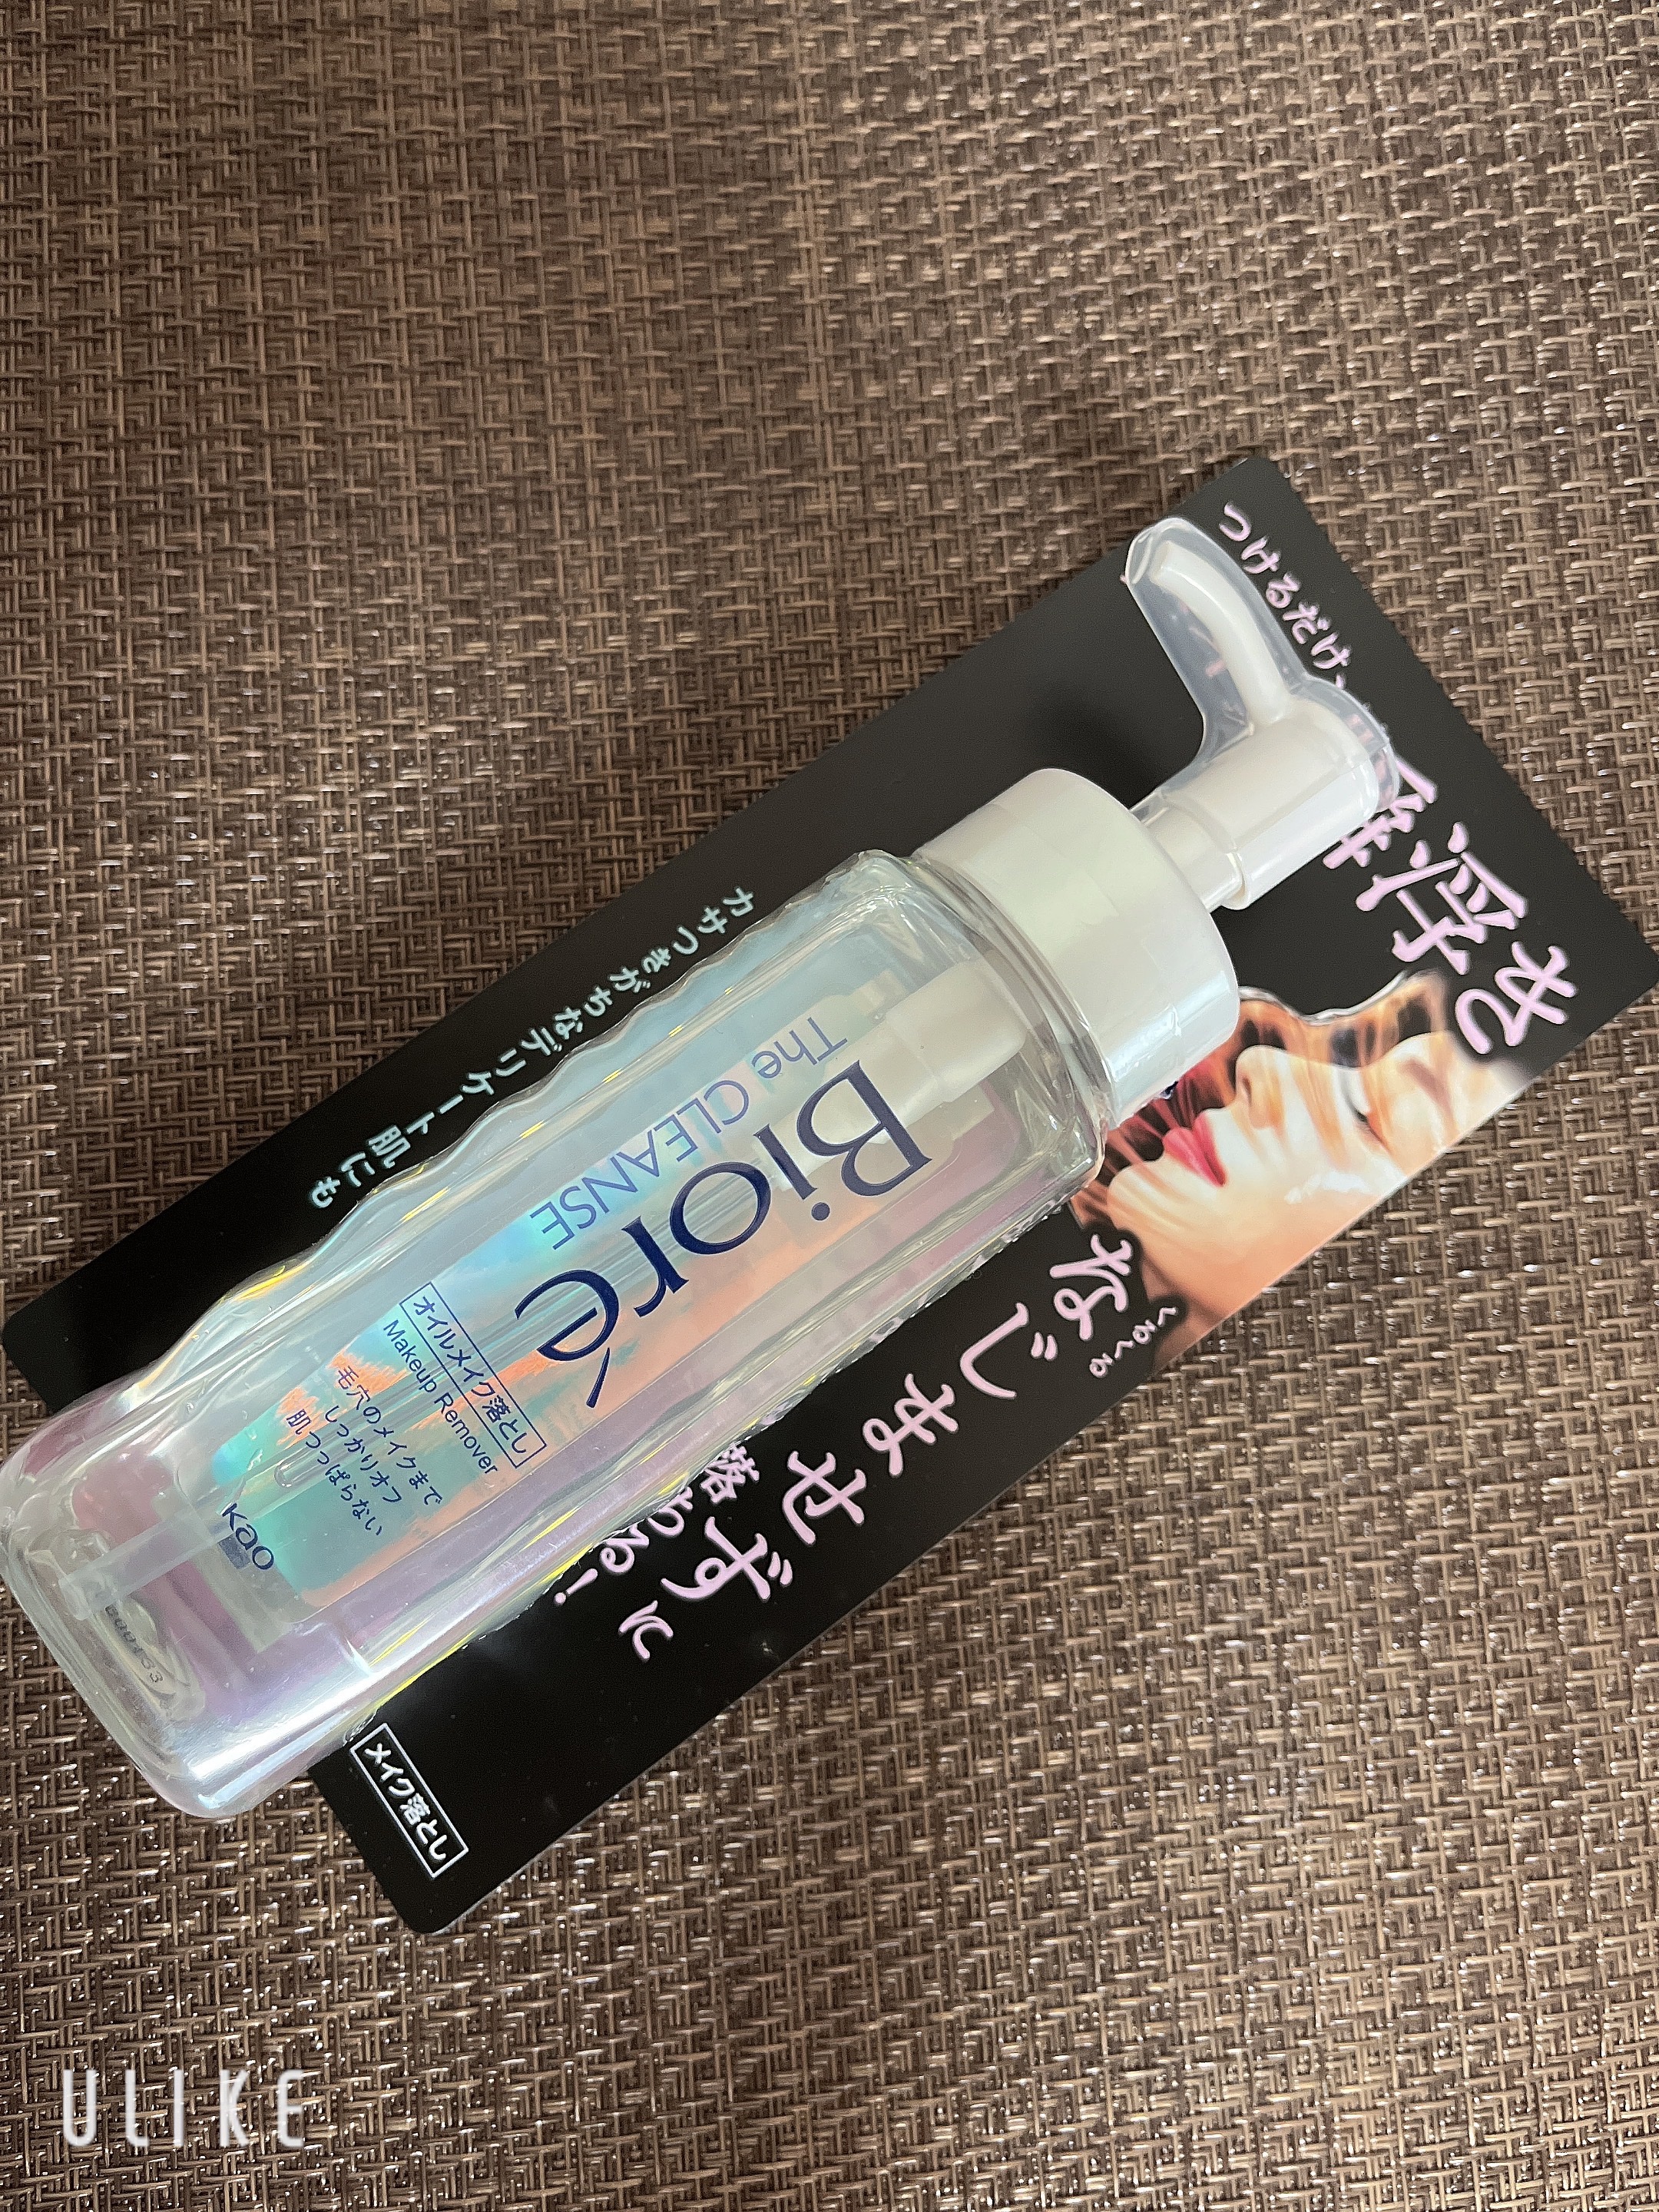 つけるだけ、
浮き
くるくる
なじませずに
落ちる!
カサつきがちなデリケート肌にも
Bioré
The CLEANSE
オイルメイク落とし
Makeup Remover
毛穴のメイクまで
しっかりオフ
肌つっぱらない
Kao
メイク落とし
ULIKE